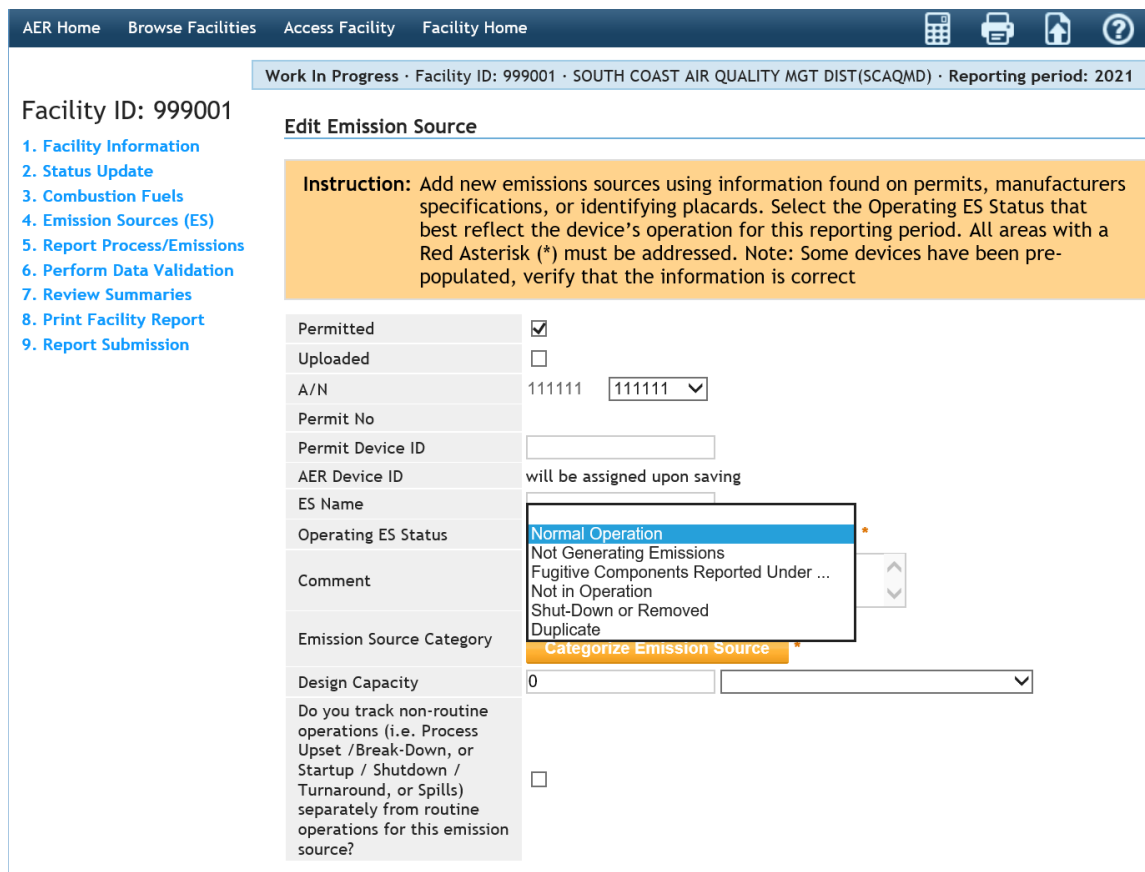 AER Home Browse Facilities Access Facility Facility Home
Work In Progress · Facility ID: 999001 · SOUTH COAST AIR QUALITY MGT DIST(SCAQMD) · Reporting period: 2021
Facility ID: 999001
1. Facility Information
2. Status Update
3. Combustion Fuels
4. Emission Sources (ES)
5. Report Process/Emissions
6. Perform Data Validation
7. Review Summaries
8. Print Facility Report
9. Report Submission
Edit Emission Source
Instruction: Add new emissions sources using information found on permits, manufacturers
specifications, or identifying placards. Select the Operating ES Status that
best reflect the device's operation for this reporting period. All areas with a
Red Asterisk (*) must be addressed. Note: Some devices have been pre-
populated, verify that the information is correct
Permitted
Uploaded
A/N 111111 111111
Permit No
Permit Device ID
AER Device ID will be assigned upon saving
ES Name
Operating ES Status *
Normal Operation
Not Generating Emissions
Fugitive Components Reported Under ...
Not in Operation
Shut-Down or Removed
Duplicate
Comment
Emission Source Category Categorize Emission Source *
Design Capacity 0
Do you track non-routine
operations (i.e. Process
Upset /Break-Down, or
Startup / Shutdown /
Turnaround, or Spills)
separately from routine
operations for this emission
source?